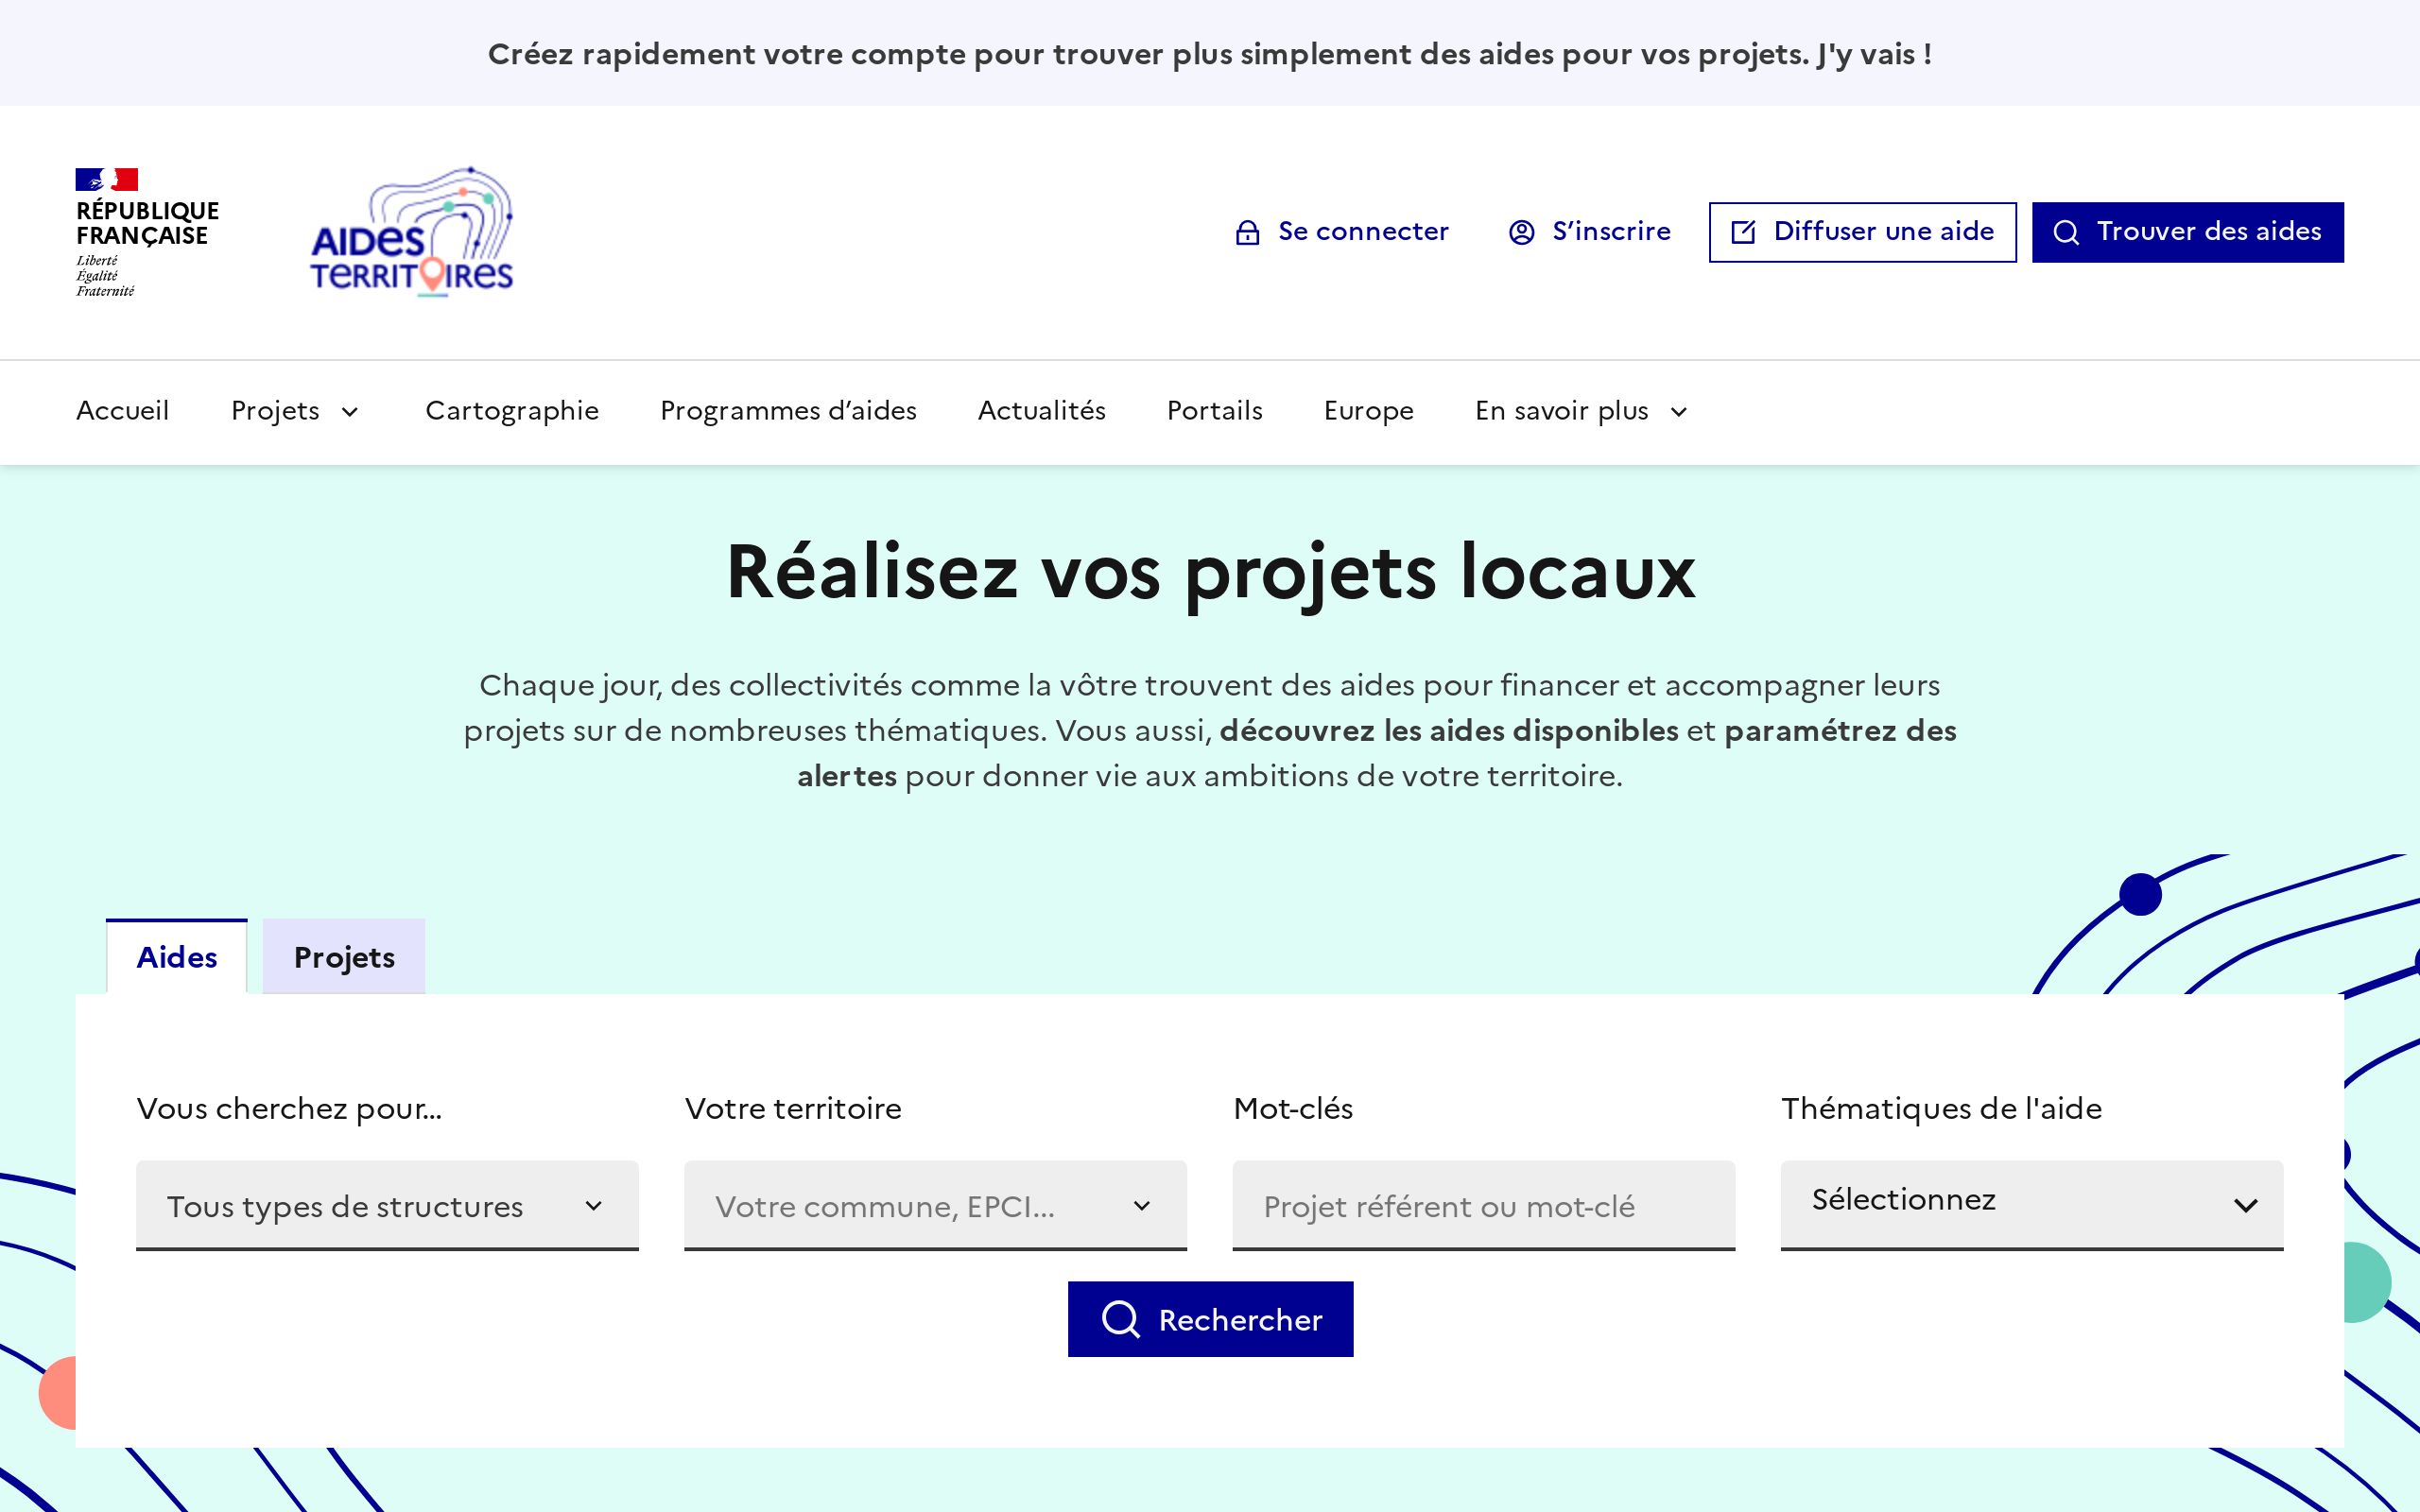 Créez rapidement votre compte pour trouver plus simplement des aides pour vos projets. J'y vais !
RÉPUBLIQUE
FRANÇAISE
Liberté
Égalité
Fraternité
AIDES
TERRITOIRES
Se connecter
S’inscrire
Diffuser une aide
Trouver des aides
Accueil
Projets
Cartographie
Programmes d’aides
Actualités
Portails
Europe
En savoir plus
Réalisez vos projets locaux
Chaque jour, des collectivités comme la vôtre trouvent des aides pour financer et accompagner leurs
projets sur de nombreuses thématiques. Vous aussi, découvrez les aides disponibles et paramétrez des
alertes pour donner vie aux ambitions de votre territoire.
Aides
Projets
Vous cherchez pour...
Tous types de structures
Votre territoire
Votre commune, EPCI...
Mot-clés
Projet référent ou mot-clé
Thématiques de l'aide
Sélectionnez
Rechercher